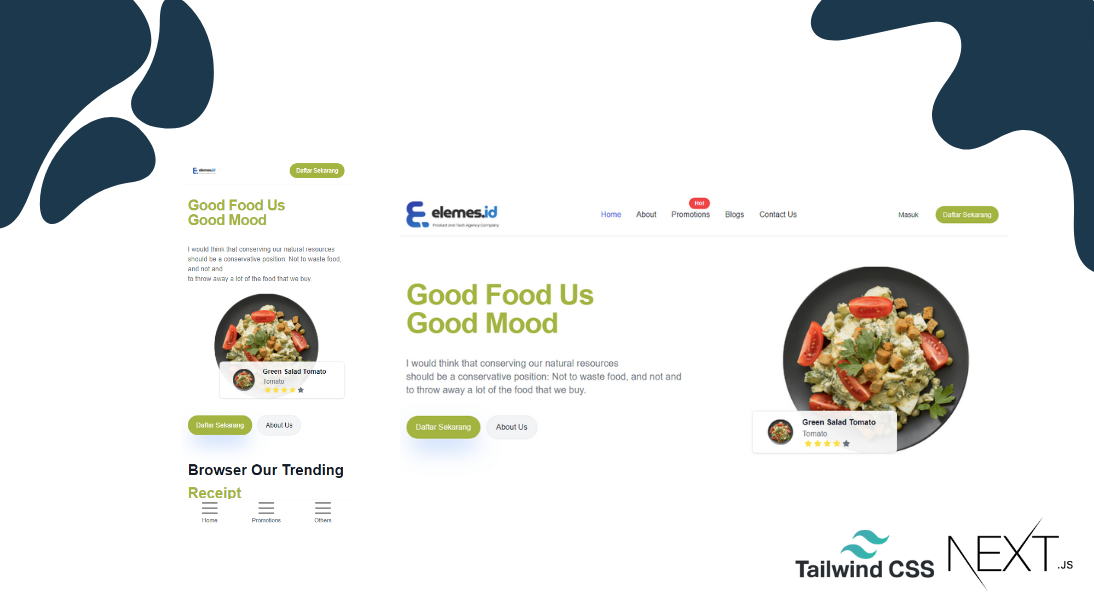 elemes.id
Daftar Sekarang
Good Food Us
Good Mood
I would think that conserving our natural resources
should be a conservative position: Not to waste food,
and not and
to throw away a lot of the food that we buy.
Green Salad Tomato
Tomato
Daftar Sekarang
About Us
Browser Our Trending
Receipt
Home
Promotions
Others
elemes.id
Product and Tech Agency Company
Home
About
Hot
Promotions
Blogs
Contact Us
Masuk
Daftar Sekarang
Good Food Us
Good Mood
I would think that conserving our natural resources
should be a conservative position: Not to waste food, and not and
to throw away a lot of the food that we buy.
Daftar Sekarang
About Us
Green Salad Tomato
Tomato
Tailwind CSS
NEXT.JS